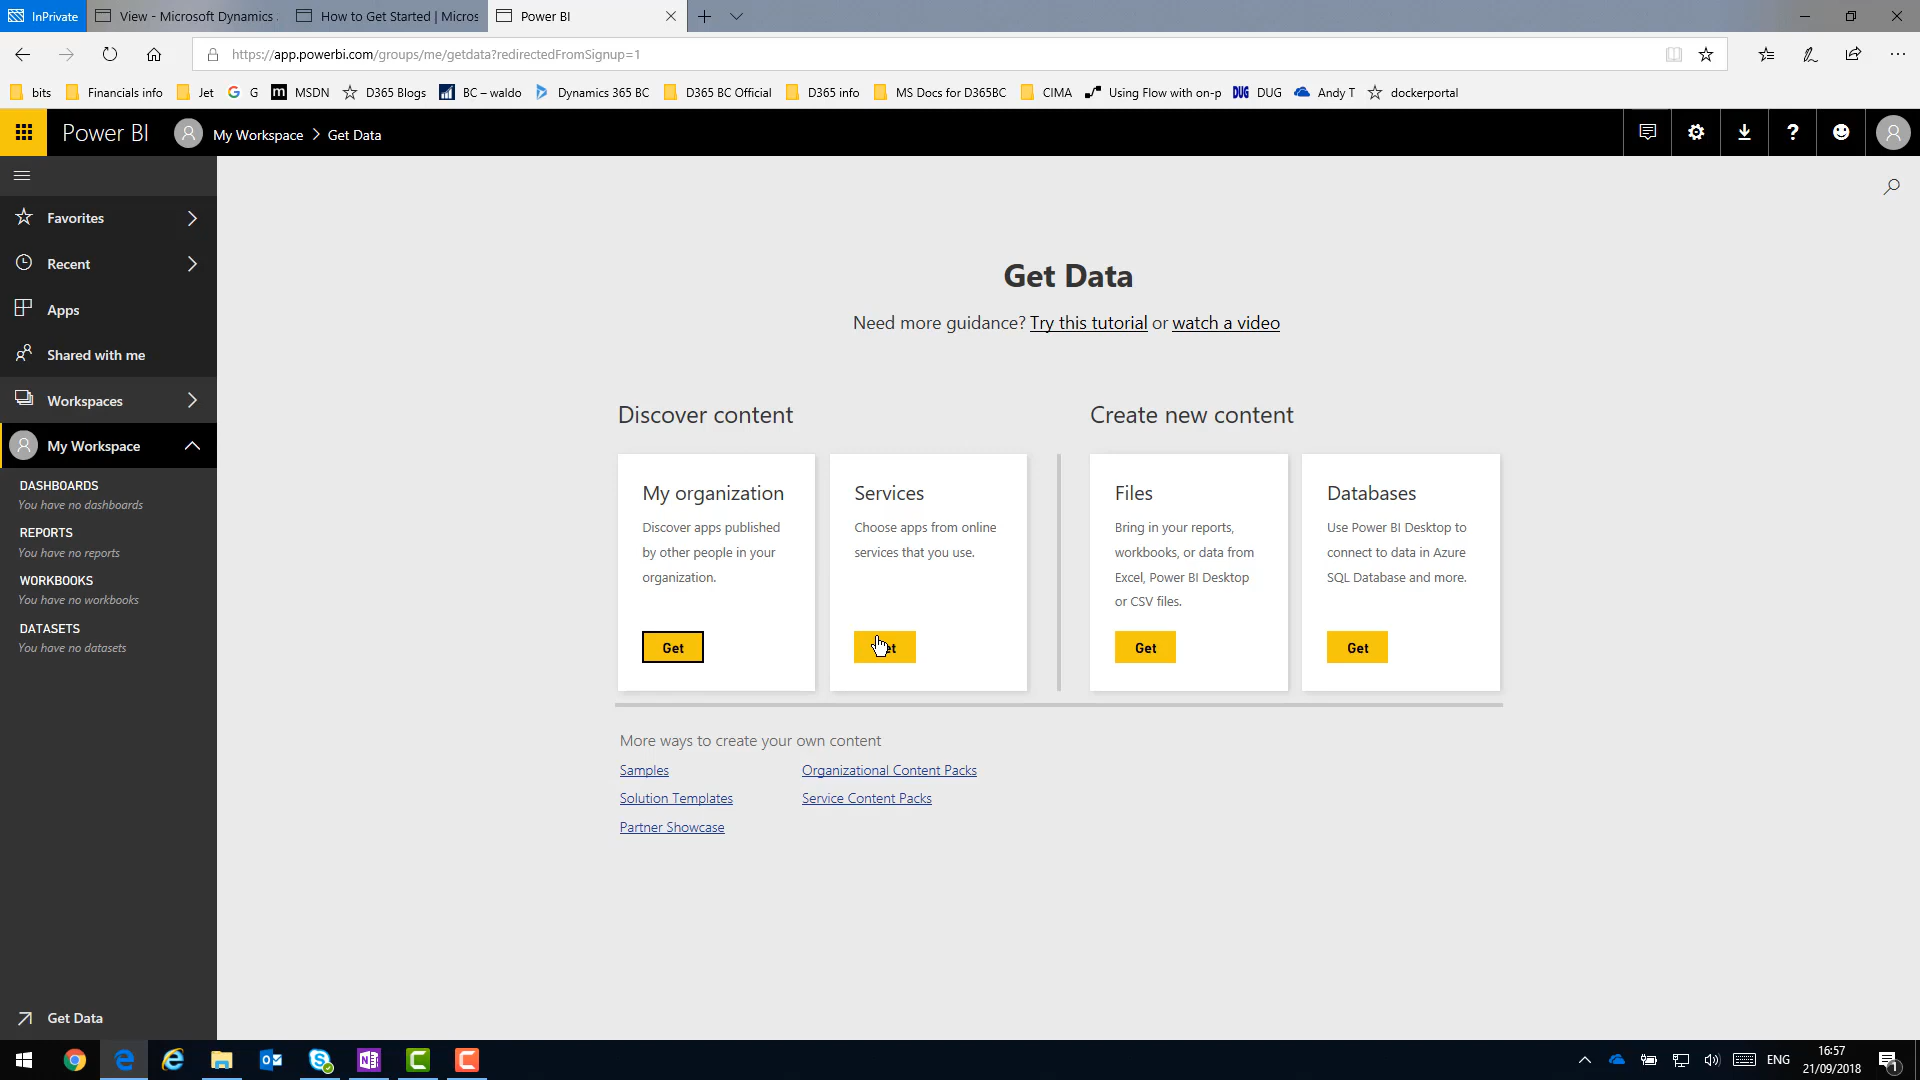 InPrivate
View - Microsoft Dynamics
How to Get Started | Micros
Power BI
https://app.powerbi.com/groups/me/getdata?redirectedFromSignup=1
bits
Financials info
Jet
G
MSDN
D365 Blogs
BC – waldo
Dynamics 365 BC
D365 BC Official
D365 info
MS Docs for D365BC
CIMA
Using Flow with on-p
DUG
DUG
Andy T
dockerportal
Power BI
My Workspace > Get Data
Favorites
Recent
Apps
Shared with me
Workspaces
My Workspace
DASHBOARDS
You have no dashboards
REPORTS
You have no reports
WORKBOOKS
You have no workbooks
DATASETS
You have no datasets
Get Data
Get Data
Need more guidance? Try this tutorial or watch a video
Discover content
My organization
Discover apps published
by other people in your
organization.
Get
Services
Choose apps from online
services that you use.
Create new content
Files
Bring in your reports,
workbooks, or data from
Excel, Power BI Desktop
or CSV files.
Get
Databases
Use Power BI Desktop to
connect to data in Azure
SQL Database and more.
Get
More ways to create your own content
Samples
Organizational Content Packs
Solution Templates
Service Content Packs
Partner Showcase
ENG
16:57
21/09/2018
1